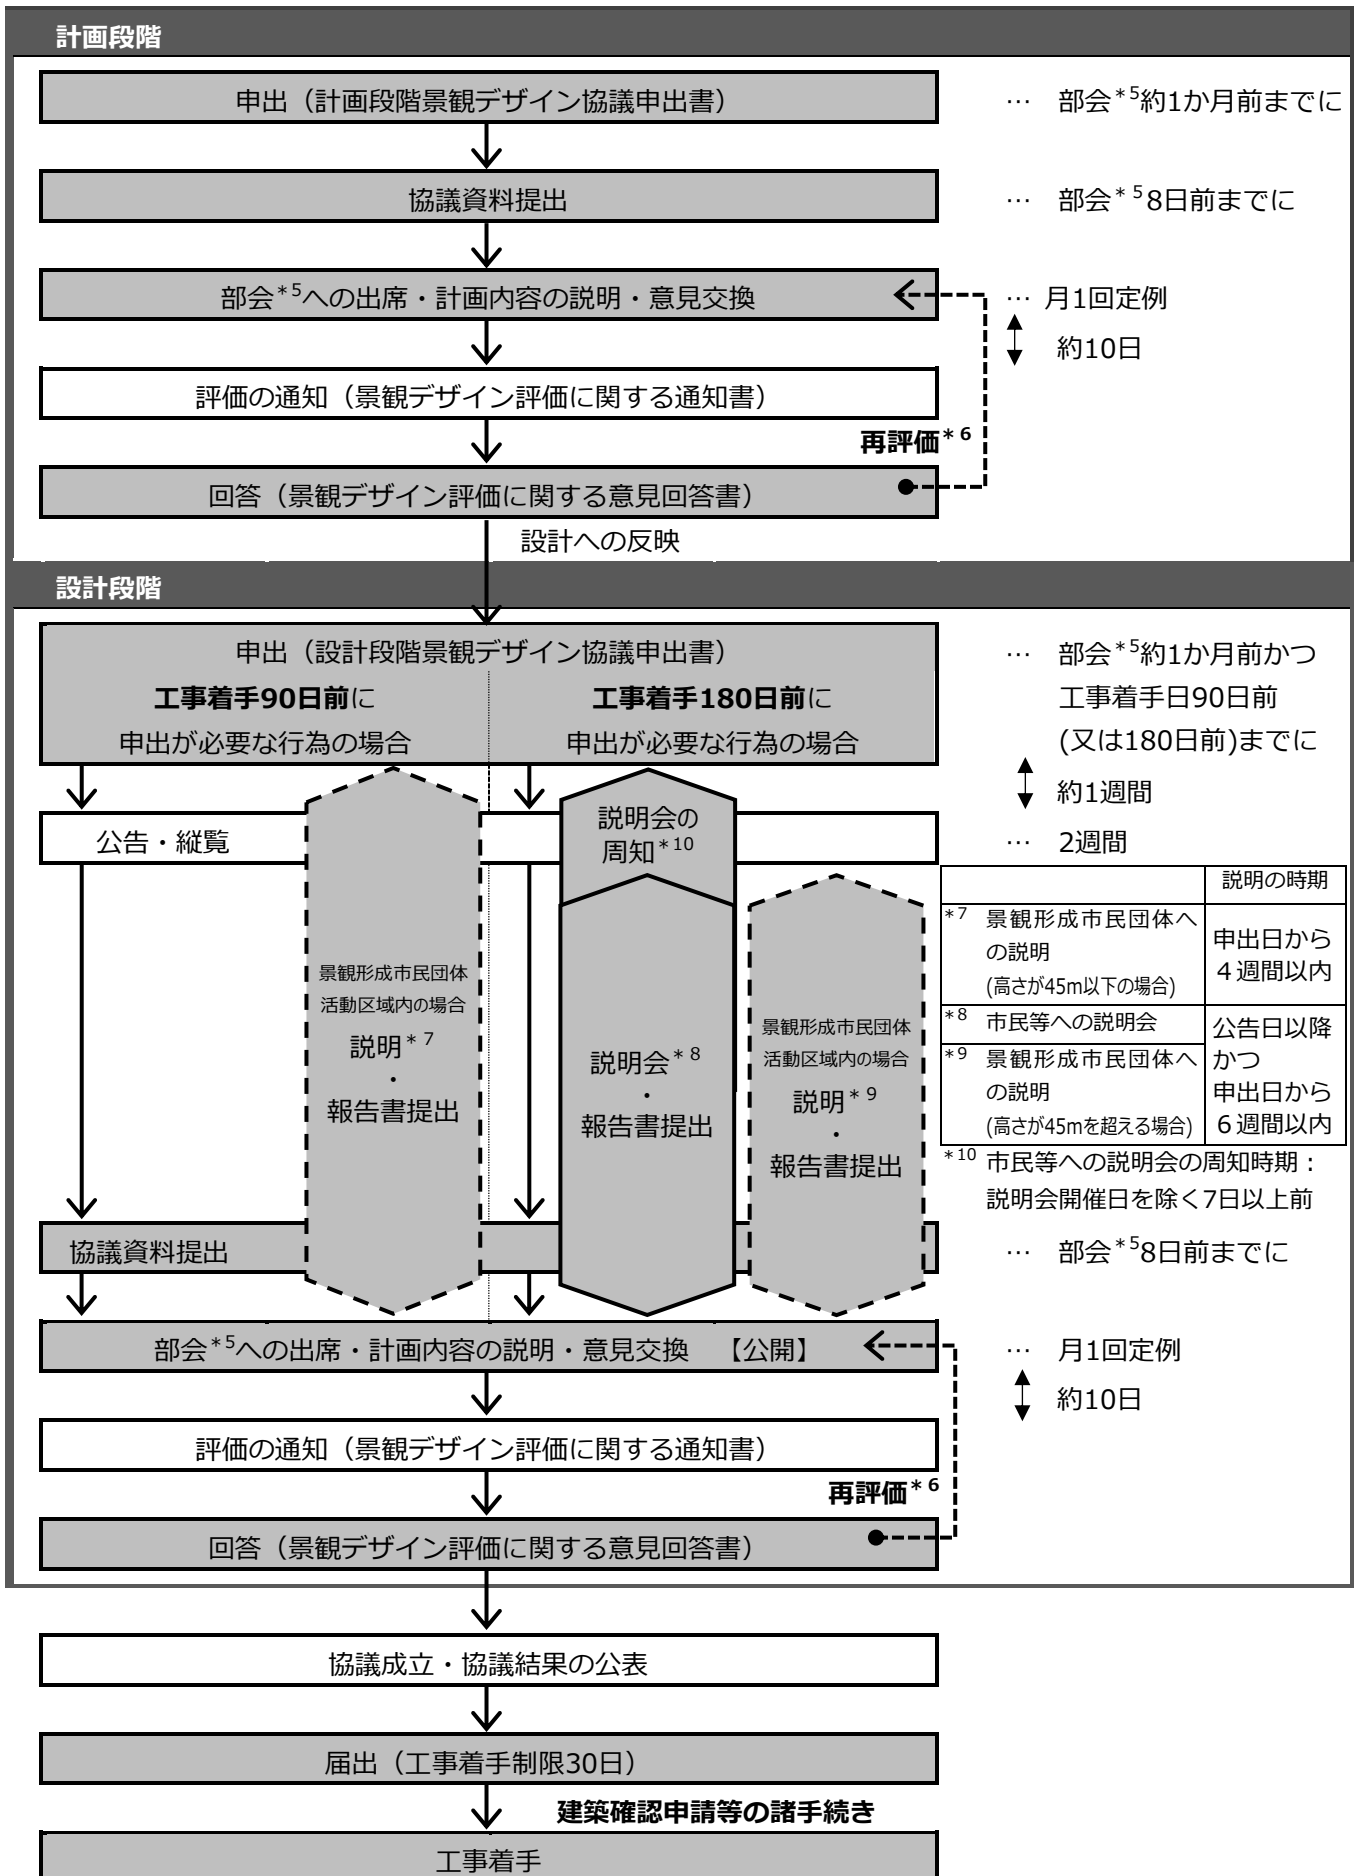 計画段階
申出（計画段階景観デザイン協議申出書）
… 部会*5約1か月前までに
協議資料提出
… 部会*58日前までに
部会*5への出席・計画内容の説明・意見交換
… 月1回定例
約10日
評価の通知（景観デザイン評価に関する通知書）
再評価*6
回答（景観デザイン評価に関する意見回答書）
設計への反映
設計段階
申出（設計段階景観デザイン協議申出書）
工事着手90日前に
申出が必要な行為の場合
工事着手180日前に
申出が必要な行為の場合
… 部会*5約1か月前かつ
工事着手日90日前
(又は180日前)までに
約1週間
公告・縦覧
… 2週間
説明会の
周知*10
景観形成市民団体
活動区域内の場合
説明*7
・
報告書提出
説明会*8
・
報告書提出
景観形成市民団体
活動区域内の場合
説明*9
・
報告書提出
説明の時期
*7 景観形成市民団体へ
の説明
(高さが45m以下の場合)
申出日から
４週間以内
*8 市民等への説明会
*9 景観形成市民団体へ
の説明
(高さが45mを超える場合)
公告日以降
かつ
申出日から
６週間以内
*10 市民等への説明会の周知時期：
説明会開催日を除く7日以上前
協議資料提出
… 部会*58日前までに
部会*5への出席・計画内容の説明・意見交換 【公開】
… 月1回定例
約10日
評価の通知（景観デザイン評価に関する通知書）
再評価*6
回答（景観デザイン評価に関する意見回答書）
協議成立・協議結果の公表
届出（工事着手制限30日）
建築確認申請等の諸手続き
工事着手